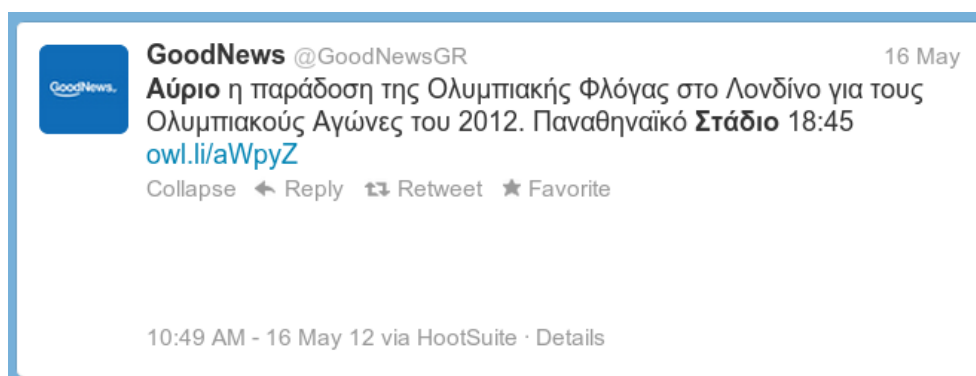 GoodNews @GoodNewsGR 16 May
GoodNews.
Αύριο η παράδοση της Ολυμπιακής Φλόγας στο Λονδίνο για τους
Ολυμπιακούς Αγώνες του 2012. Παναθηναϊκό Στάδιο 18:45
owl.li/aWpyZ
Collapse Reply Retweet Favorite
10:49 AM - 16 May 12 via HootSuite · Details